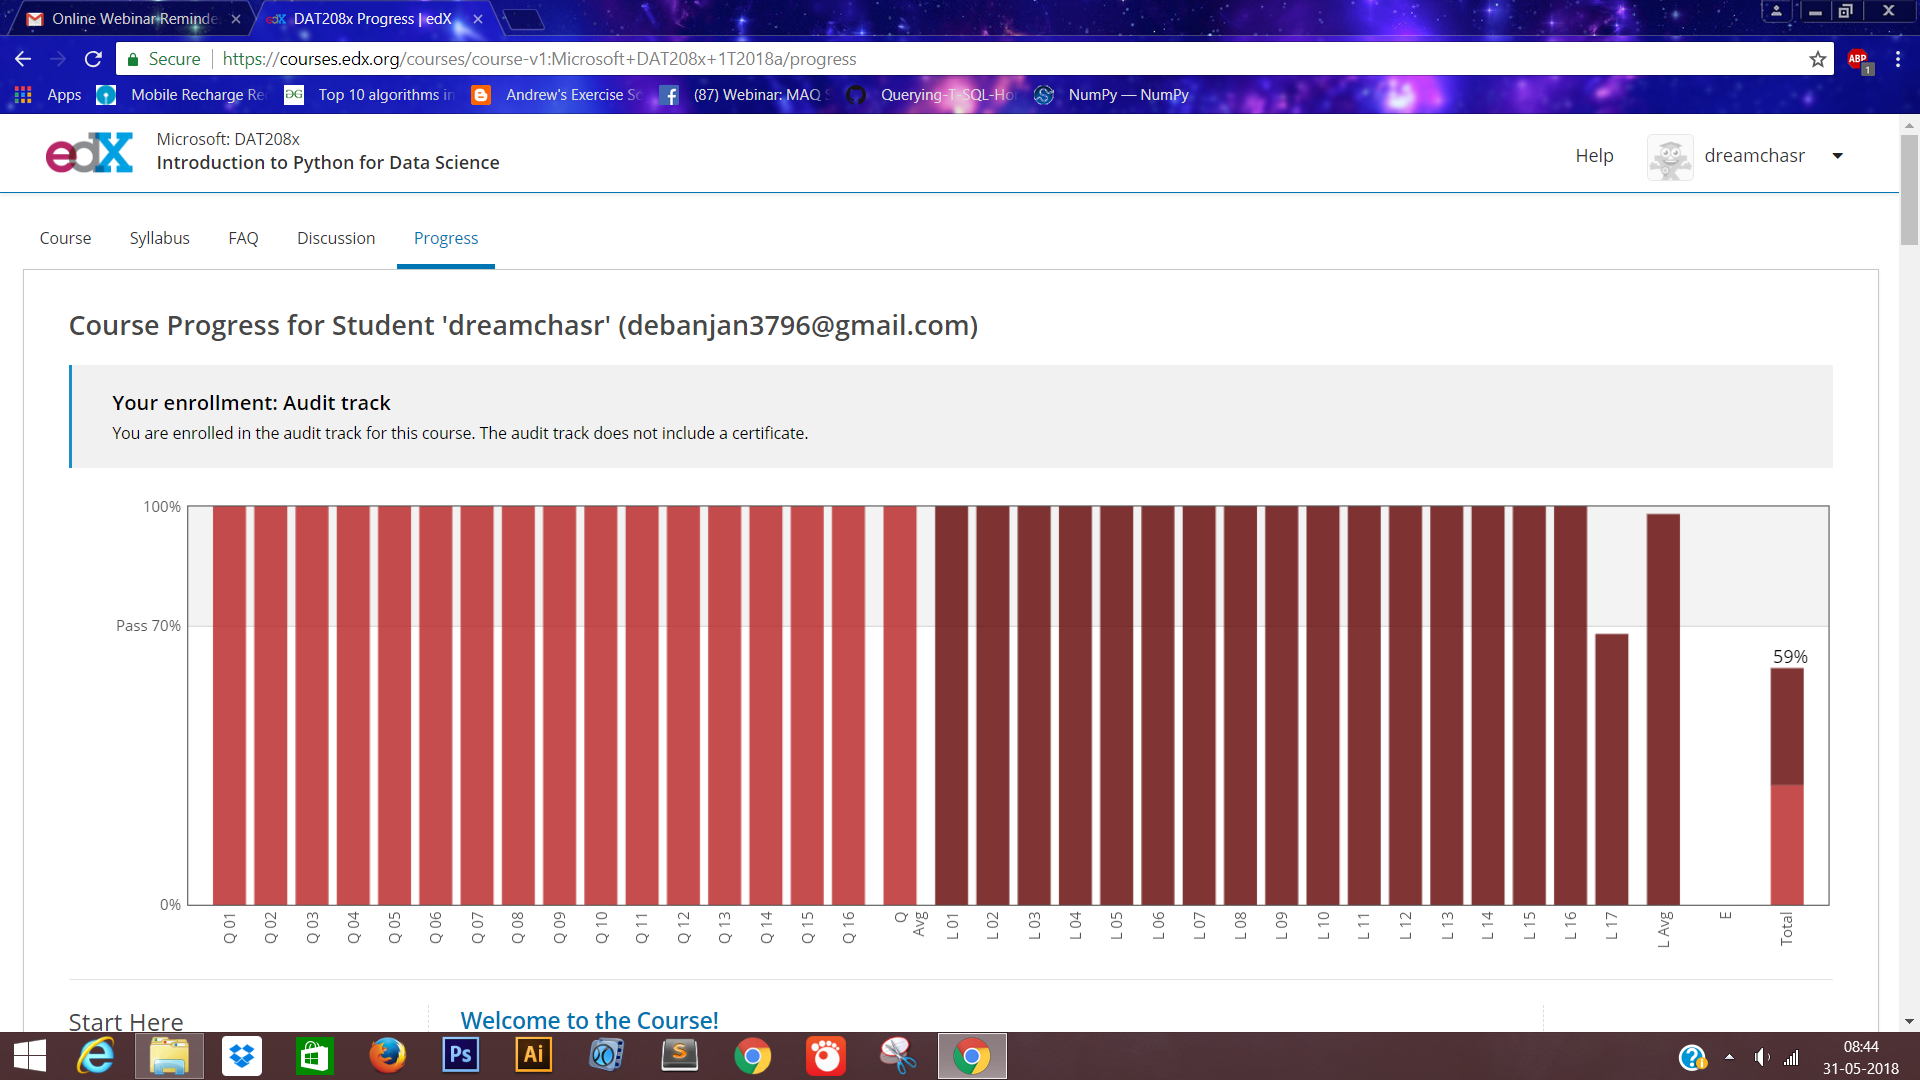 Online Webinar Reminde
DAT208x Progress | edX
Secure
https://courses.edx.org/courses/course-v1:Microsoft+DAT208x+1T2018a/progress
ABP
1
Apps
Mobile Recharge Re
Top 10 algorithms in
Andrew's Exercise So
(87) Webinar: MAQ S
Querying-T-SQL-Ho
NumPy — NumPy
edX
Microsoft: DAT208x
Introduction to Python for Data Science
Help
dreamchasr
Course
Syllabus
FAQ
Discussion
Progress
Course Progress for Student 'dreamchasr' (debanjan3796@gmail.com)
Your enrollment: Audit track
You are enrolled in the audit track for this course. The audit track does not include a certificate.
100%
Pass 70%
0%
59%
Q 01
Q 02
Q 03
Q 04
Q 05
Q 06
Q 07
Q 08
Q 09
Q 10
Q 11
Q 12
Q 13
Q 14
Q 15
Q 16
Q
Avg
L 01
L 02
L 03
L 04
L 05
L 06
L 07
L 08
L 09
L 10
L 11
L 12
L 13
L 14
L 15
L 16
L 17
L Avg
E
Total
Start Here
Welcome to the Course!
Ps
Ai
08:44
31-05-2018